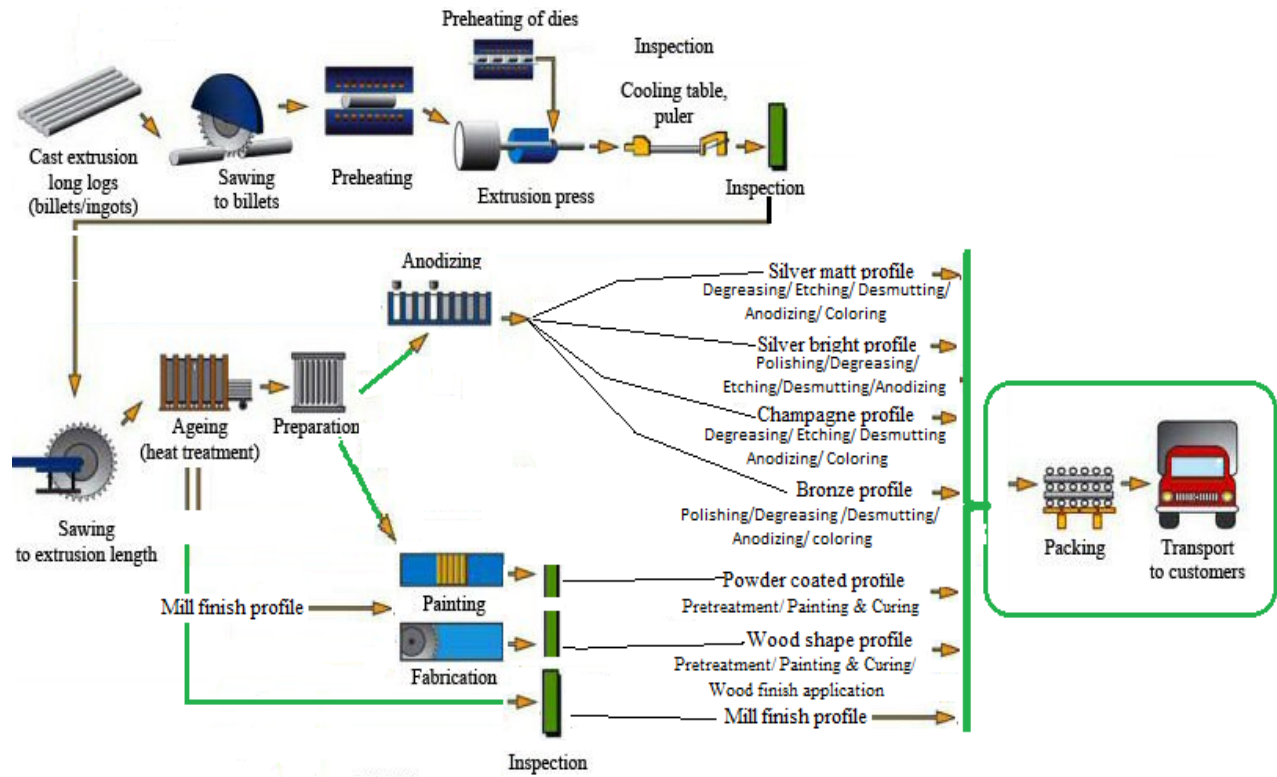 Preheating of dies
Inspection
Cooling table,
puler
Cast extrusion
long logs
(billets/ingots)
Sawing
to billets
Preheating
Extrusion press
Inspection
Anodizing
Silver matt profile
Degreasing/ Etching/ Desmutting/
Anodizing/ Coloring
Silver bright profile
Polishing/Degreasing/
Etching/Desmutting/Anodizing
Champagne profile
Degreasing/ Etching/ Desmutting
Anodizing/ Coloring
Bronze profile
Polishing/Degreasing/Desmutting/
Anodizing/ coloring
Ageing
(heat treatment)
Preparation
Sawing
to extrusion length
Packing
Transport
to customers
Mill finish profile
Painting
Powder coated profile
Pretreatment/ Painting & Curing
Fabrication
Wood shape profile
Pretreatment/ Painting & Curing/
Wood finish application
Mill finish profile
Inspection